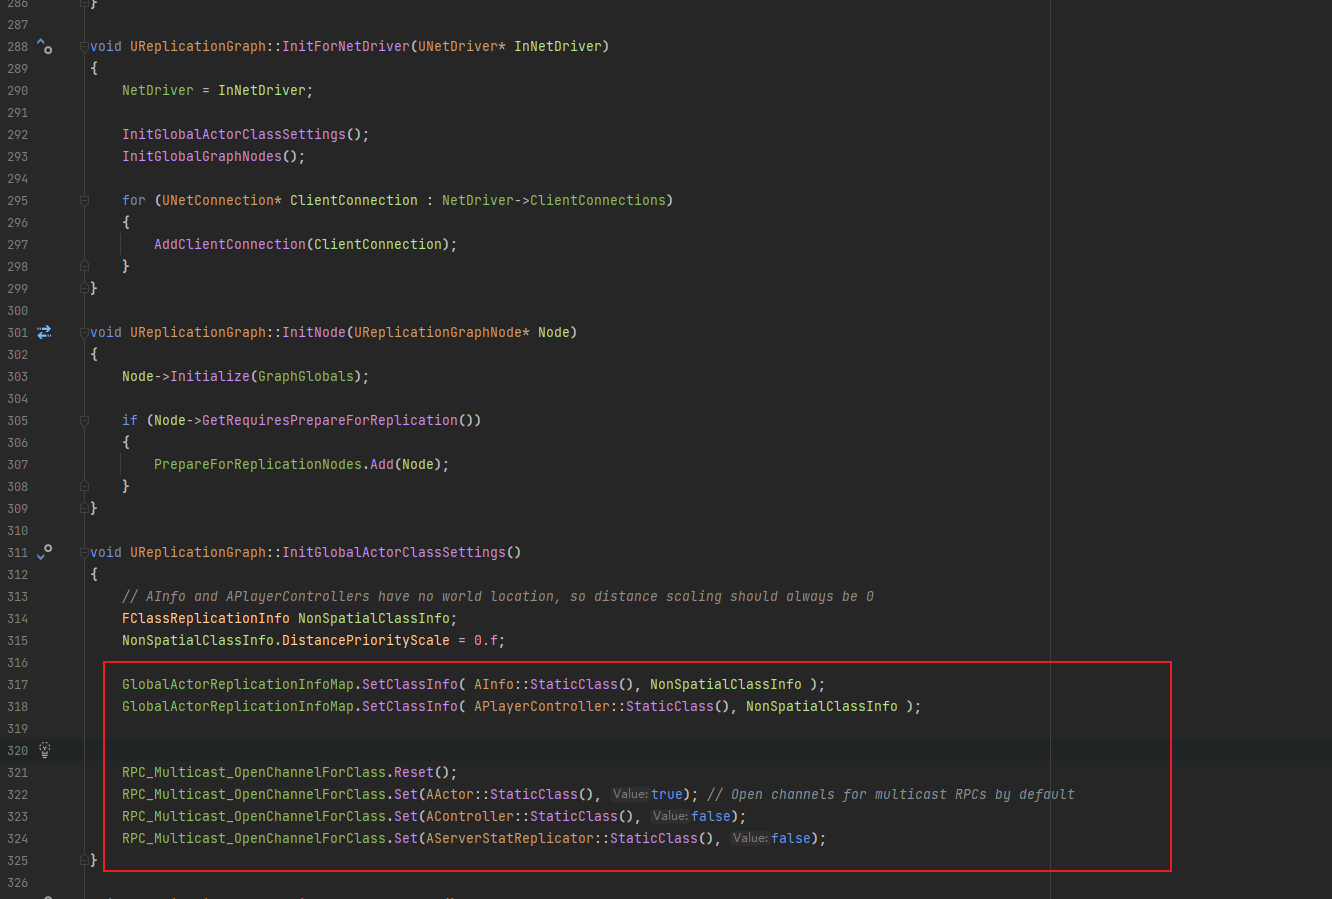 286 }
287
288 void UReplicationGraph::InitForNetDriver(UNetDriver* InNetDriver)
289 {
290 NetDriver = InNetDriver;
291
292 InitGlobalActorClassSettings();
293 InitGlobalGraphNodes();
294
295 for (UNetConnection* ClientConnection : NetDriver->ClientConnections)
296 {
297 AddClientConnection(ClientConnection);
298 }
299 }
300
301 void UReplicationGraph::InitNode(UReplicationGraphNode* Node)
302 {
303 Node->Initialize(GraphGlobals);
304
305 if (Node->GetRequiresPrepareForReplication())
306 {
307 PrepareForReplicationNodes.Add(Node);
308 }
309 }
310
311 void UReplicationGraph::InitGlobalActorClassSettings()
312 {
313 // AInfo and APlayerControllers have no world location, so distance scaling should always be 0
314 FClassReplicationInfo NonSpatialClassInfo;
315 NonSpatialClassInfo.DistancePriorityScale = 0.f;
316
317 GlobalActorReplicationInfoMap.SetClassInfo( AInfo::StaticClass(), NonSpatialClassInfo );
318 GlobalActorReplicationInfoMap.SetClassInfo( APlayerController::StaticClass(), NonSpatialClassInfo );
319
320
321 RPC_Multicast_OpenChannelForClass.Reset();
322 RPC_Multicast_OpenChannelForClass.Set(AActor::StaticClass(), Value: true); // Open channels for multicast RPCs by default
323 RPC_Multicast_OpenChannelForClass.Set(AController::StaticClass(), Value: false);
324 RPC_Multicast_OpenChannelForClass.Set(AServerStatReplicator::StaticClass(), Value: false);
325 }
326